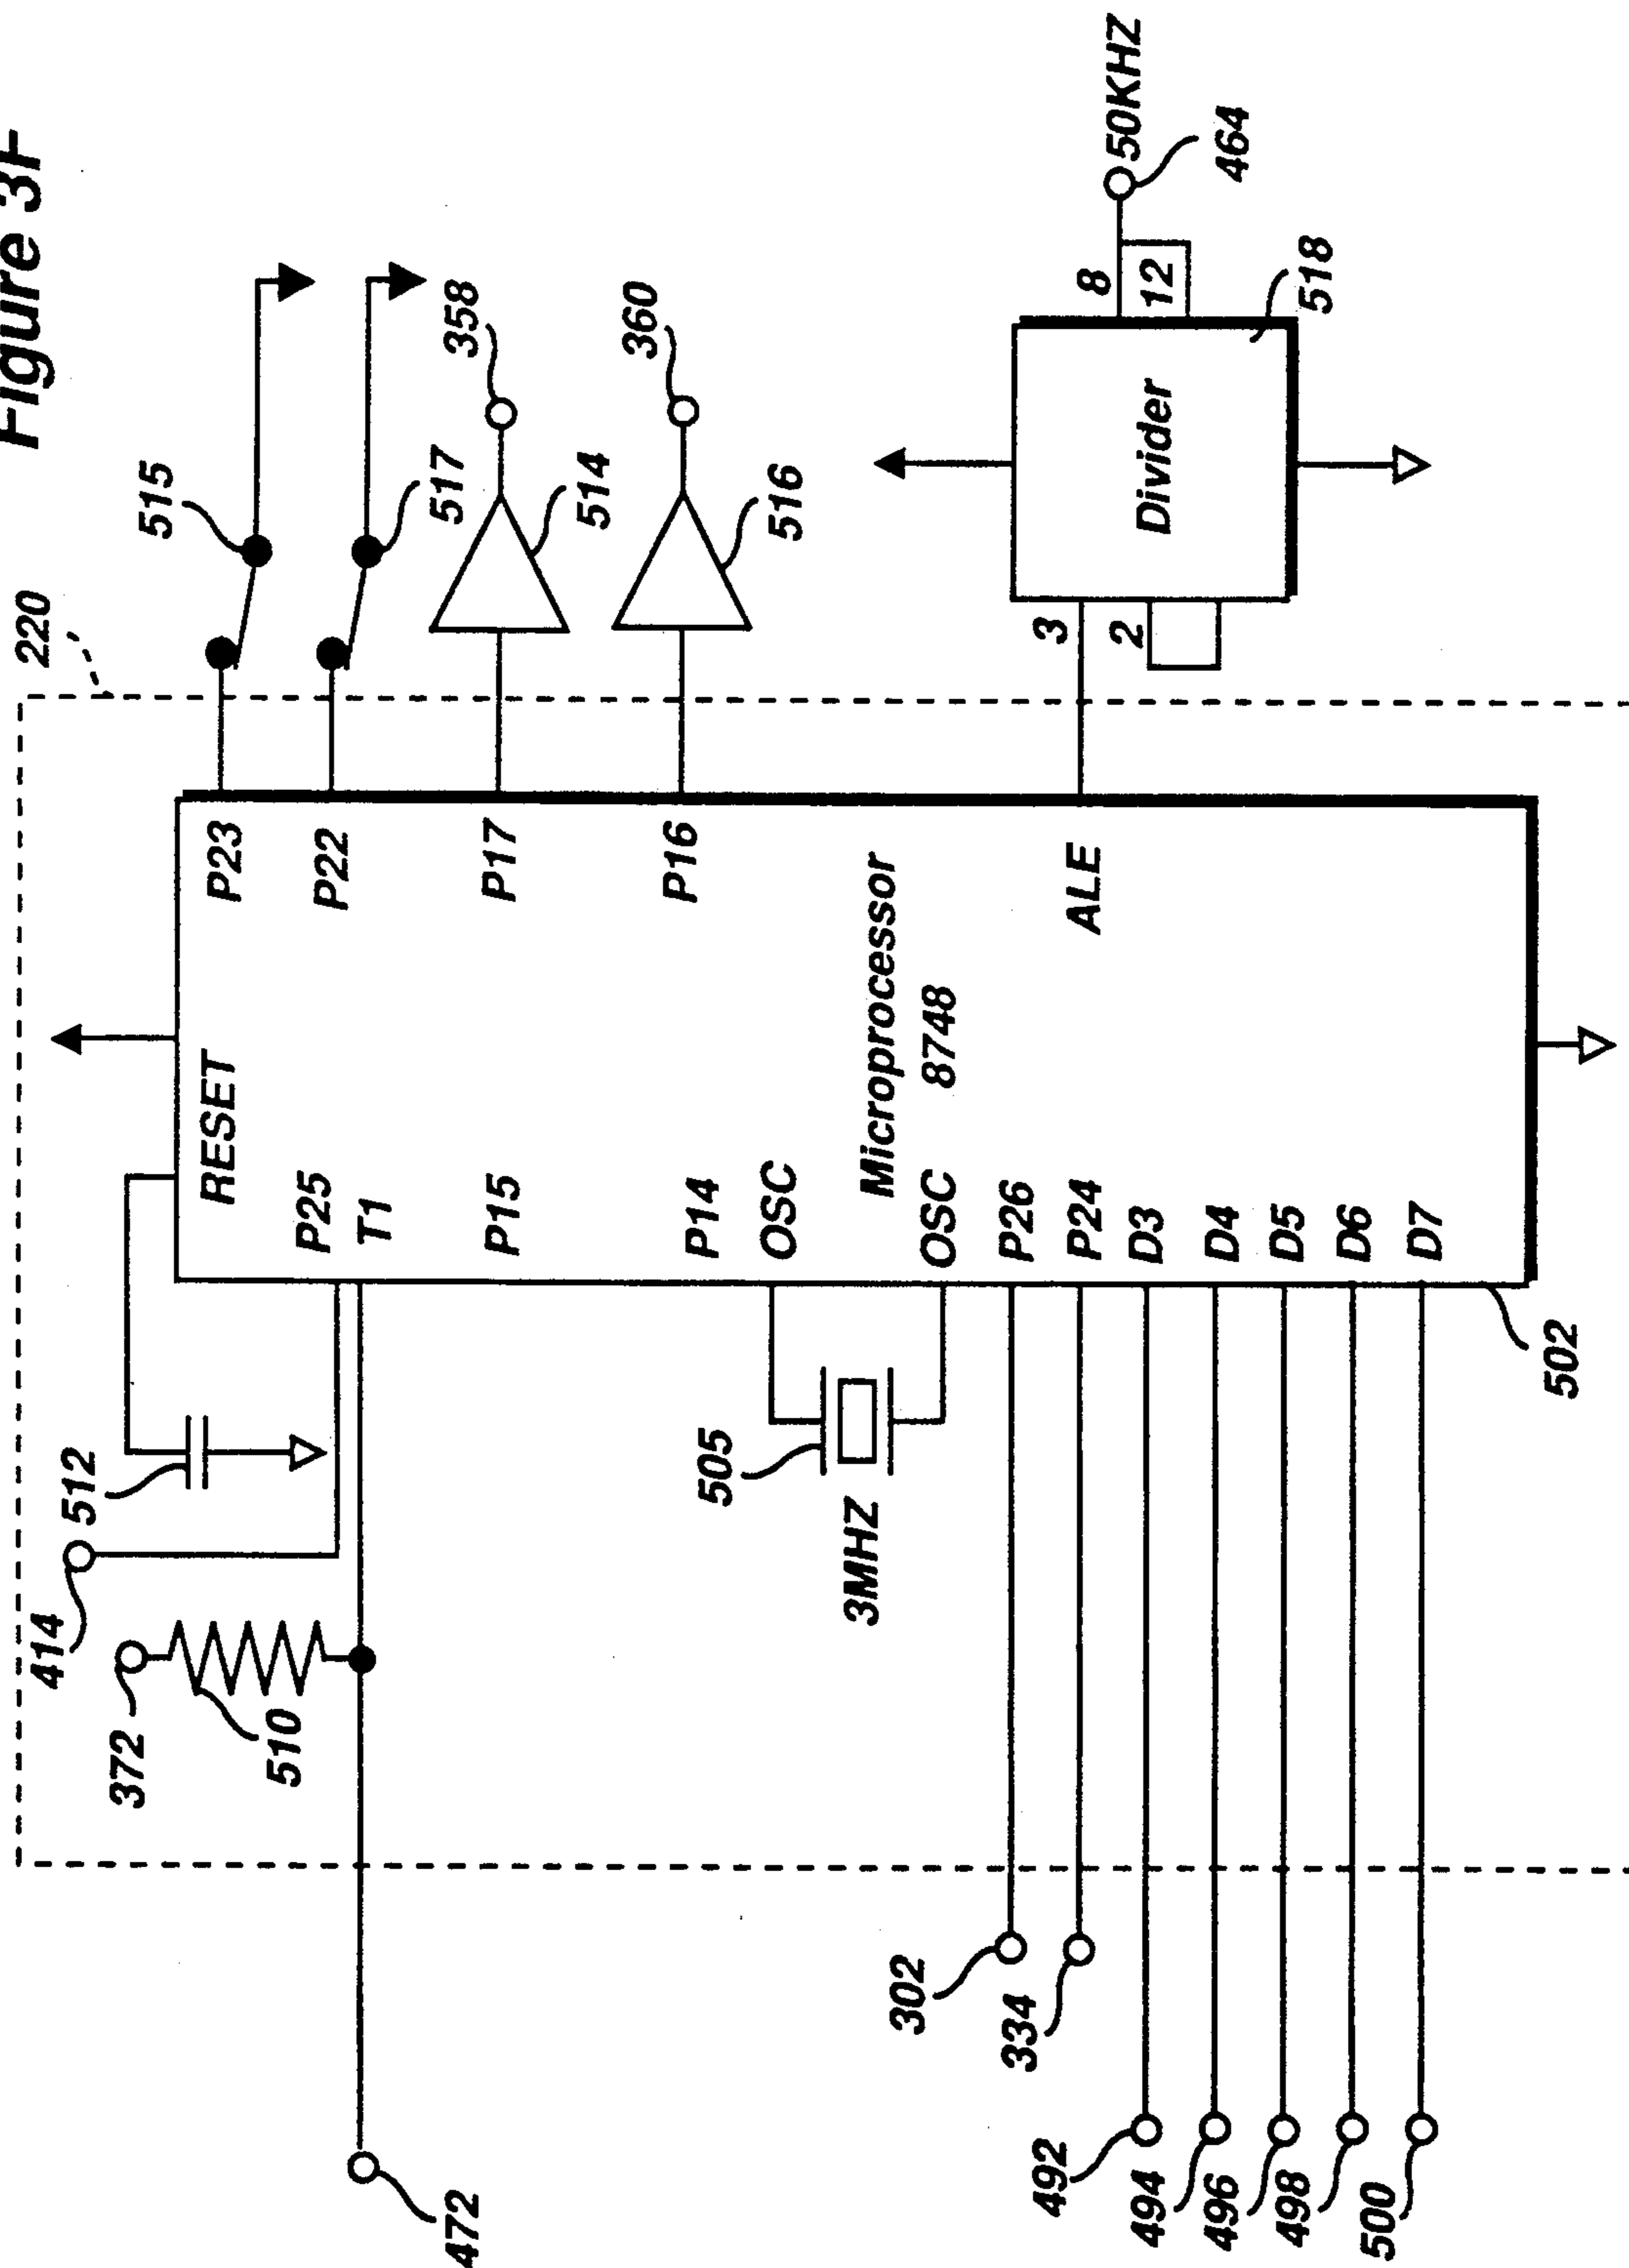 Figure 3F
220
515
517
358
514
360
516
414
512
372
510
472
RESET
P25
T1
P15
P14
OSC
OSC
P26
P24
D3
D4
D5
D6
D7
P23
P22
P17
P16
ALE
Microprocessor
8748
505
3MHZ
302
334
492
494
496
498
500
502
3
2
Divider
8
12
50KHZ
464
518